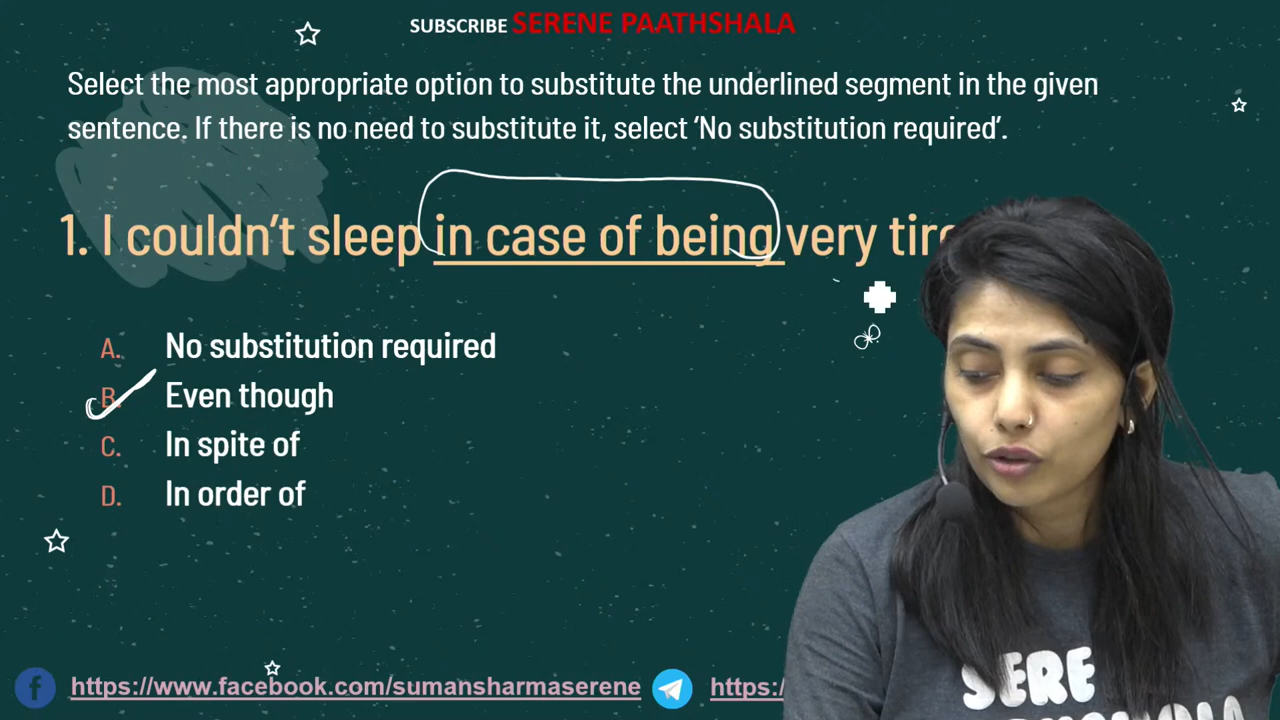 SUBSCRIBE SERENE PAATHSHALA
Select the most appropriate option to substitute the underlined segment in the given
sentence. If there is no need to substitute it, select ‘No substitution required’.
1. I couldn't sleep in case of being very
A. No substitution required
B. Even though
C. In spite of
D. In order of
https://www.facebook.com/sumansharmaserene https:/
SERE